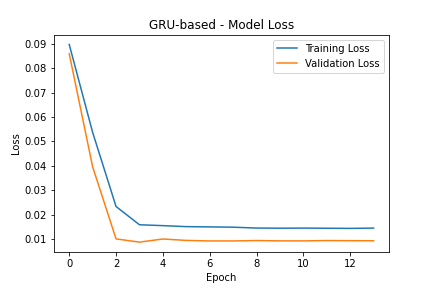 GRU-based - Model Loss
Training Loss
Validation Loss
0.09
0.08
0.07
0.06
0.05
0.04
0.03
0.02
0.01
Loss
0 2 4 6 8 10 12
Epoch